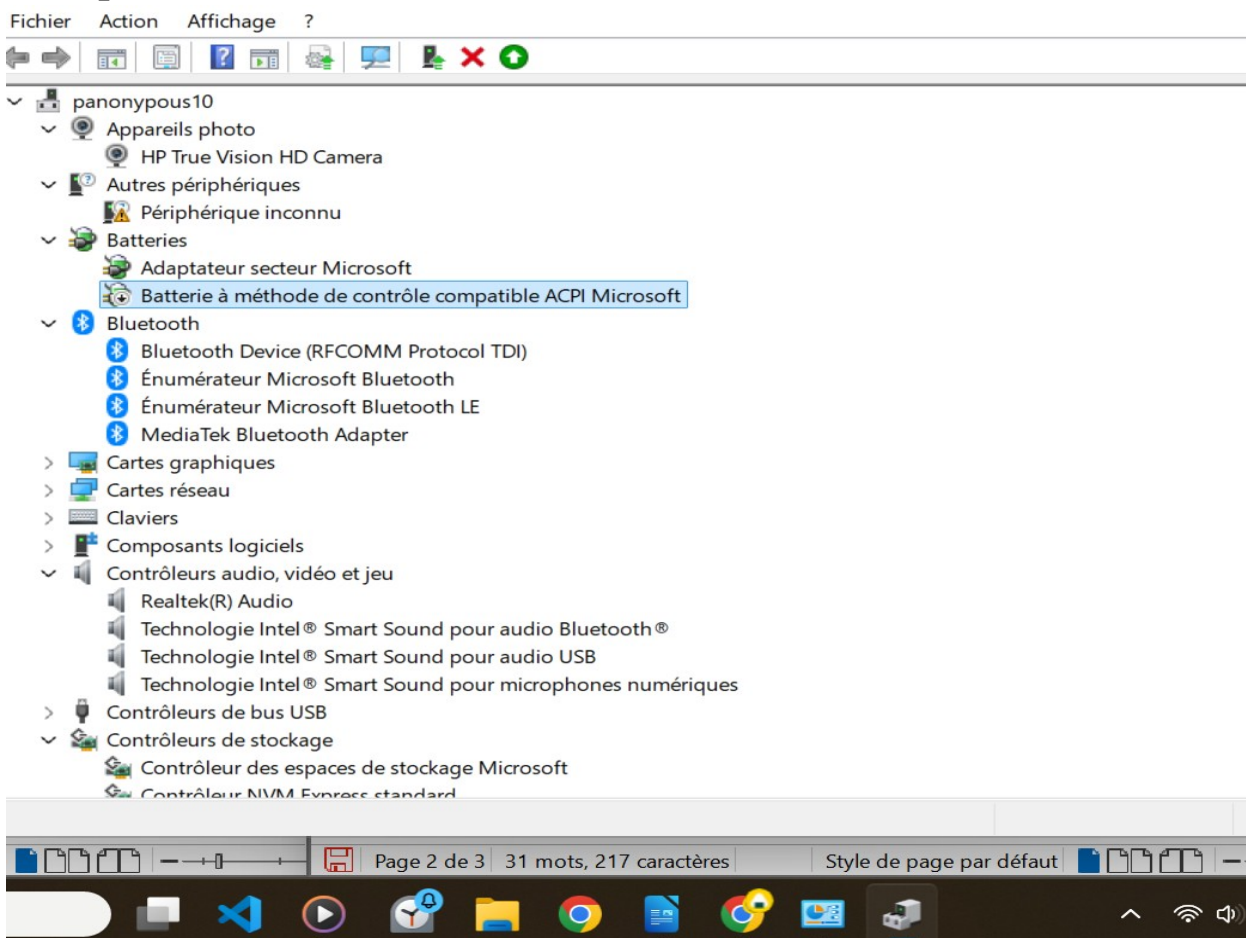 Fichier Action Affichage ?
panonypous10
Appareils photo
HP True Vision HD Camera
Autres périphériques
Périphérique inconnu
Batteries
Adaptateur secteur Microsoft
Batterie à méthode de contrôle compatible ACPI Microsoft
Bluetooth
Bluetooth Device (RFCOMM Protocol TDI)
Énumérateur Microsoft Bluetooth
Énumérateur Microsoft Bluetooth LE
MediaTek Bluetooth Adapter
Cartes graphiques
Cartes réseau
Claviers
Composants logiciels
Contrôleurs audio, vidéo et jeu
Realtek(R) Audio
Technologie Intel® Smart Sound pour audio Bluetooth®
Technologie Intel® Smart Sound pour audio USB
Technologie Intel® Smart Sound pour microphones numériques
Contrôleurs de bus USB
Contrôleurs de stockage
Contrôleur des espaces de stockage Microsoft
Contrôleur NVM Express standard
Page 2 de 3 31 mots, 217 caractères Style de page par défaut